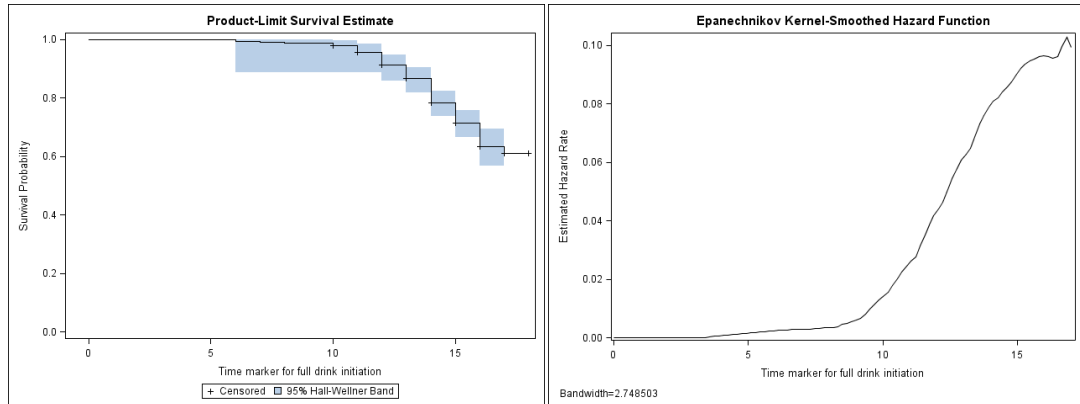 Product-Limit Survival Estimate
1.0
0.8
0.6
0.4
0.2
0.0
Survival Probability
0 5 10 15
Time marker for full drink initiation
+ Censored 95% Hall-Wellner Band
Epanechnikov Kernel-Smoothed Hazard Function
0.10
0.08
0.06
0.04
0.02
0.00
Estimated Hazard Rate
0 5 10 15
Time marker for full drink initiation
Bandwidth=2.748503